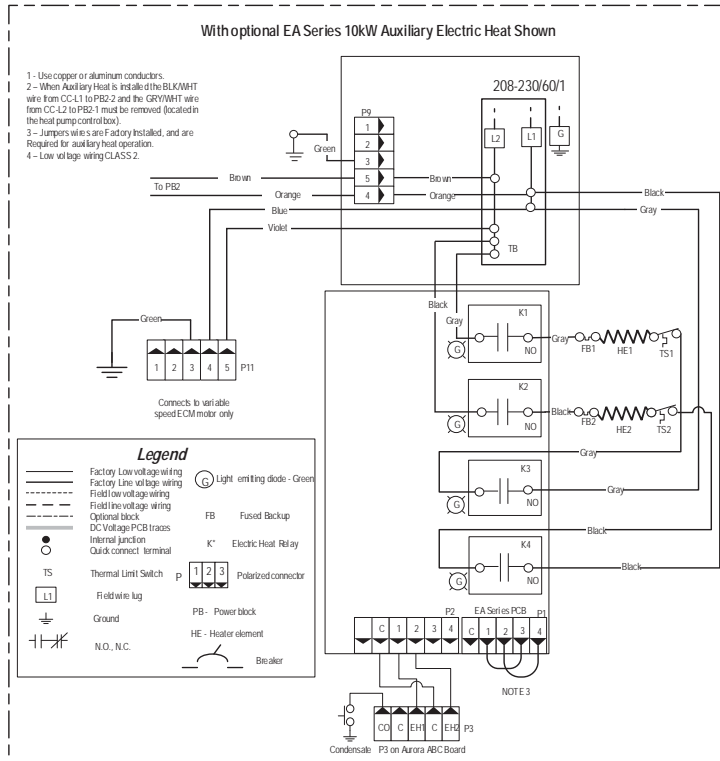 With optional EA Series 10kW Auxiliary Electric Heat Shown
1 - Use copper or aluminum conductors.
2 – When Auxiliary Heat is installed the BLK/WHT
wire from CC-L1 to PB2-2 and the GRY/WHT wire
from CC-L2 to PB2-1 must be removed (located in
the heat pump control box).
3 – Jumpers wires are Factory Installed, and are
Required for auxiliary heat operation.
4 – Low voltage wiring CLASS 2.
208-230/60/1
P9
1
2
3
5
4
L2
L1
G
Green
Brown
Brown
To PB2
Orange
Orange
Black
Blue
Gray
Violet
TB
Black
Gray
Green
1 2 3 4 5 P11
Connects to variable
speed ECM motor only
K1
G
NO
Gray
FB1
HE1
TS1
K2
G
NO
Black
FB2
HE2
TS2
Gray
K3
G
NO
Gray
Black
K4
G
NO
Black
Legend
Factory Low voltage wiring
Factory Line voltage wiring
Field low voltage wiring
Field line voltage wiring
Optional block
DC Voltage PCB traces
Internal junction
Quick connect terminal
TS Thermal Limit Switch
L1 Field wire lug
Ground
N.O., N.C.
G Light emitting diode - Green
FB Fused Backup
K" Electric Heat Relay
P 1 2 3 Polarized connector
PB - Power block
HE - Heater element
Breaker
P2
C 1 2 3 4
EA Series PCB P1
C 1 2 3 4
NOTE 3
CO C EH1 C EH2 P3
Condensate P3 on Aurora ABC Board